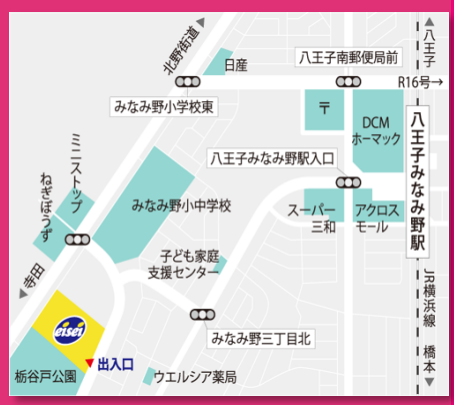 北野街道
日産
八王子南郵便局前
八王子
R16号→
みなみ野小学校東
〒
DCM
ホーマック
八王子みなみ野駅入口
八王子みなみ野駅
ミニストップ
ねぎぼうず
みなみ野小中学校
スーパー
三和
アクロス
モール
子ども家庭
支援センター
寺田
JR横浜線
橋本
eisei
みなみ野三丁目北
出入口
栃谷戸公園
ウエルシア薬局